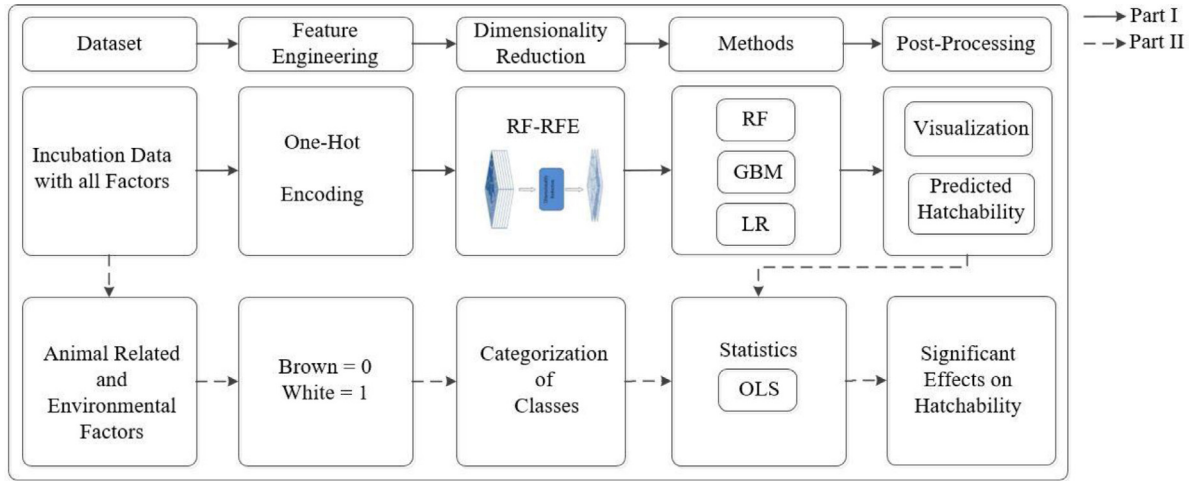 Dataset
Feature
Engineering
Dimensionality
Reduction
Methods
Post-Processing
Part I
Part II
Incubation Data
with all Factors
One-Hot
Encoding
RF-RFE
RF
GBM
LR
Visualization
Predicted
Hatchability
Animal Related
and
Environmental
Factors
Brown = 0
White = 1
Categorization
of
Classes
Statistics
OLS
Significant
Effects on
Hatchability